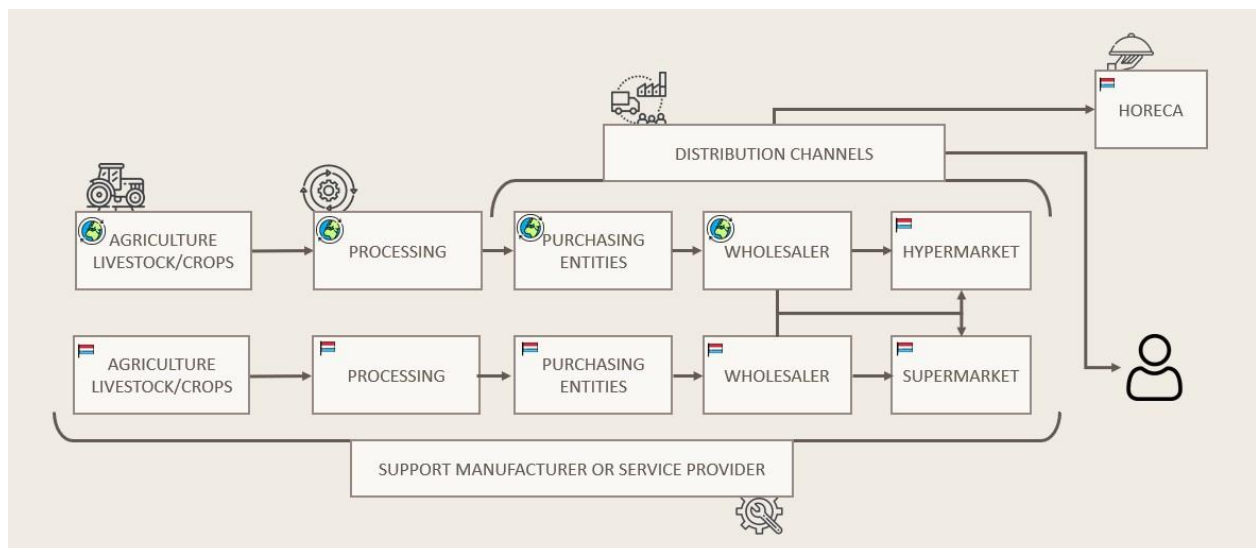 HORECA
DISTRIBUTION CHANNELS
AGRICULTURE
LIVESTOCK/CROPS
PROCESSING
PURCHASING
ENTITIES
WHOLESALER
HYPERMARKET
AGRICULTURE
LIVESTOCK/CROPS
PROCESSING
PURCHASING
ENTITIES
WHOLESALER
SUPERMARKET
SUPPORT MANUFACTURER OR SERVICE PROVIDER